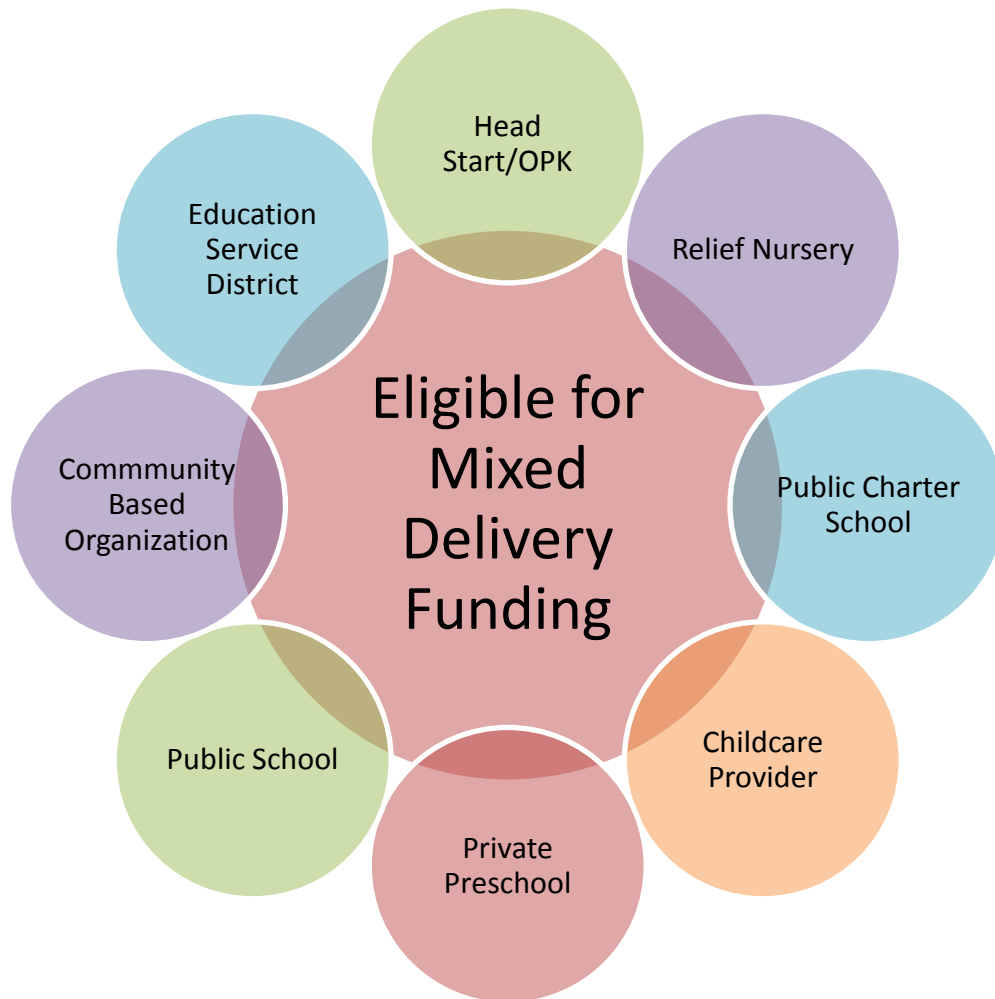 Head
Start/OPK
Relief Nursery
Public Charter
School
Childcare
Provider
Private
Preschool
Public School
Commmunity
Based
Organization
Education
Service
District
Eligible for
Mixed
Delivery
Funding